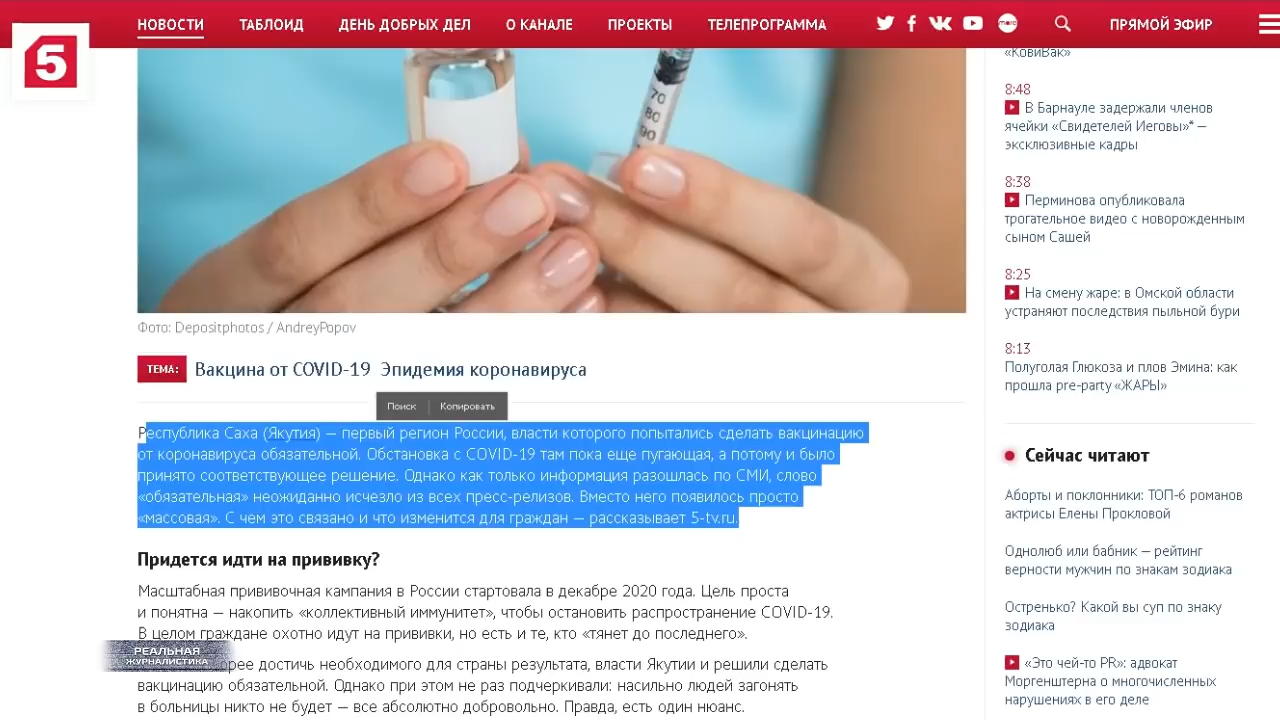 НОВОСТИ ТАБЛОИД ДЕНЬ ДОБРЫХ ДЕЛ О КАНАЛЕ ПРОЕКТЫ ТЕЛЕПРОГРАММА ПРЯМОЙ ЭФИР
5
70
80
90
Фото: Depositphotos / AndreyPopov
ТЕМА: Вакцина от COVID-19 Эпидемия коронавируса
Поиск Копировать
Республика Саха (Якутия) — первый регион России, власти которого попытались сделать вакцинацию
от коронавируса обязательной. Обстановка с COVID-19 там пока еще пугающая, а потому и было
принято соответствующее решение. Однако как только информация разошлась по СМИ, слово
«обязательная» неожиданно исчезло из всех пресс-релизов. Вместо него появилось просто
«массовая». С чем это связано и что изменится для граждан — рассказывает 5-tv.ru.
Придется идти на прививку?
Масштабная прививочная кампания в России стартовала в декабре 2020 года. Цель проста
и понятна — накопить «коллективный иммунитет», чтобы остановить распространение COVID-19.
В целом граждане охотно идут на прививки, но есть и те, кто «тянет до последнего».
РЕАЛЬНАЯ
ЖУРНАЛИСТИКА
рее достичь необходимого для страны результата, власти Якутии и решили сделать
вакцинацию обязательной. Однако при этом не раз подчеркивали: насильно людей загонять
в больницы никто не будет — все абсолютно добровольно. Правда, есть один нюанс.
«КовиВак»
8:48
В Барнауле задержали членов
ячейки «Свидетелей Иеговы»* —
эксклюзивные кадры
8:38
Перминова опубликовала
трогательное видео с новорожденным
сыном Сашей
8:25
На смену жаре: в Омской области
устраняют последствия пыльной бури
8:13
Полуголая Глюкоза и плов Эмина: как
прошла pre-party «ЖАРЫ»
Сейчас читают
Аборты и поклонники: ТОП-6 романов
актрисы Елены Прокловой
Однолюб или бабник — рейтинг
верности мужчин по знакам зодиака
Остренько? Какой вы суп по знаку
зодиака
«Это чей-то PR»: адвокат
Моргенштерна о многочисленных
нарушениях в его деле